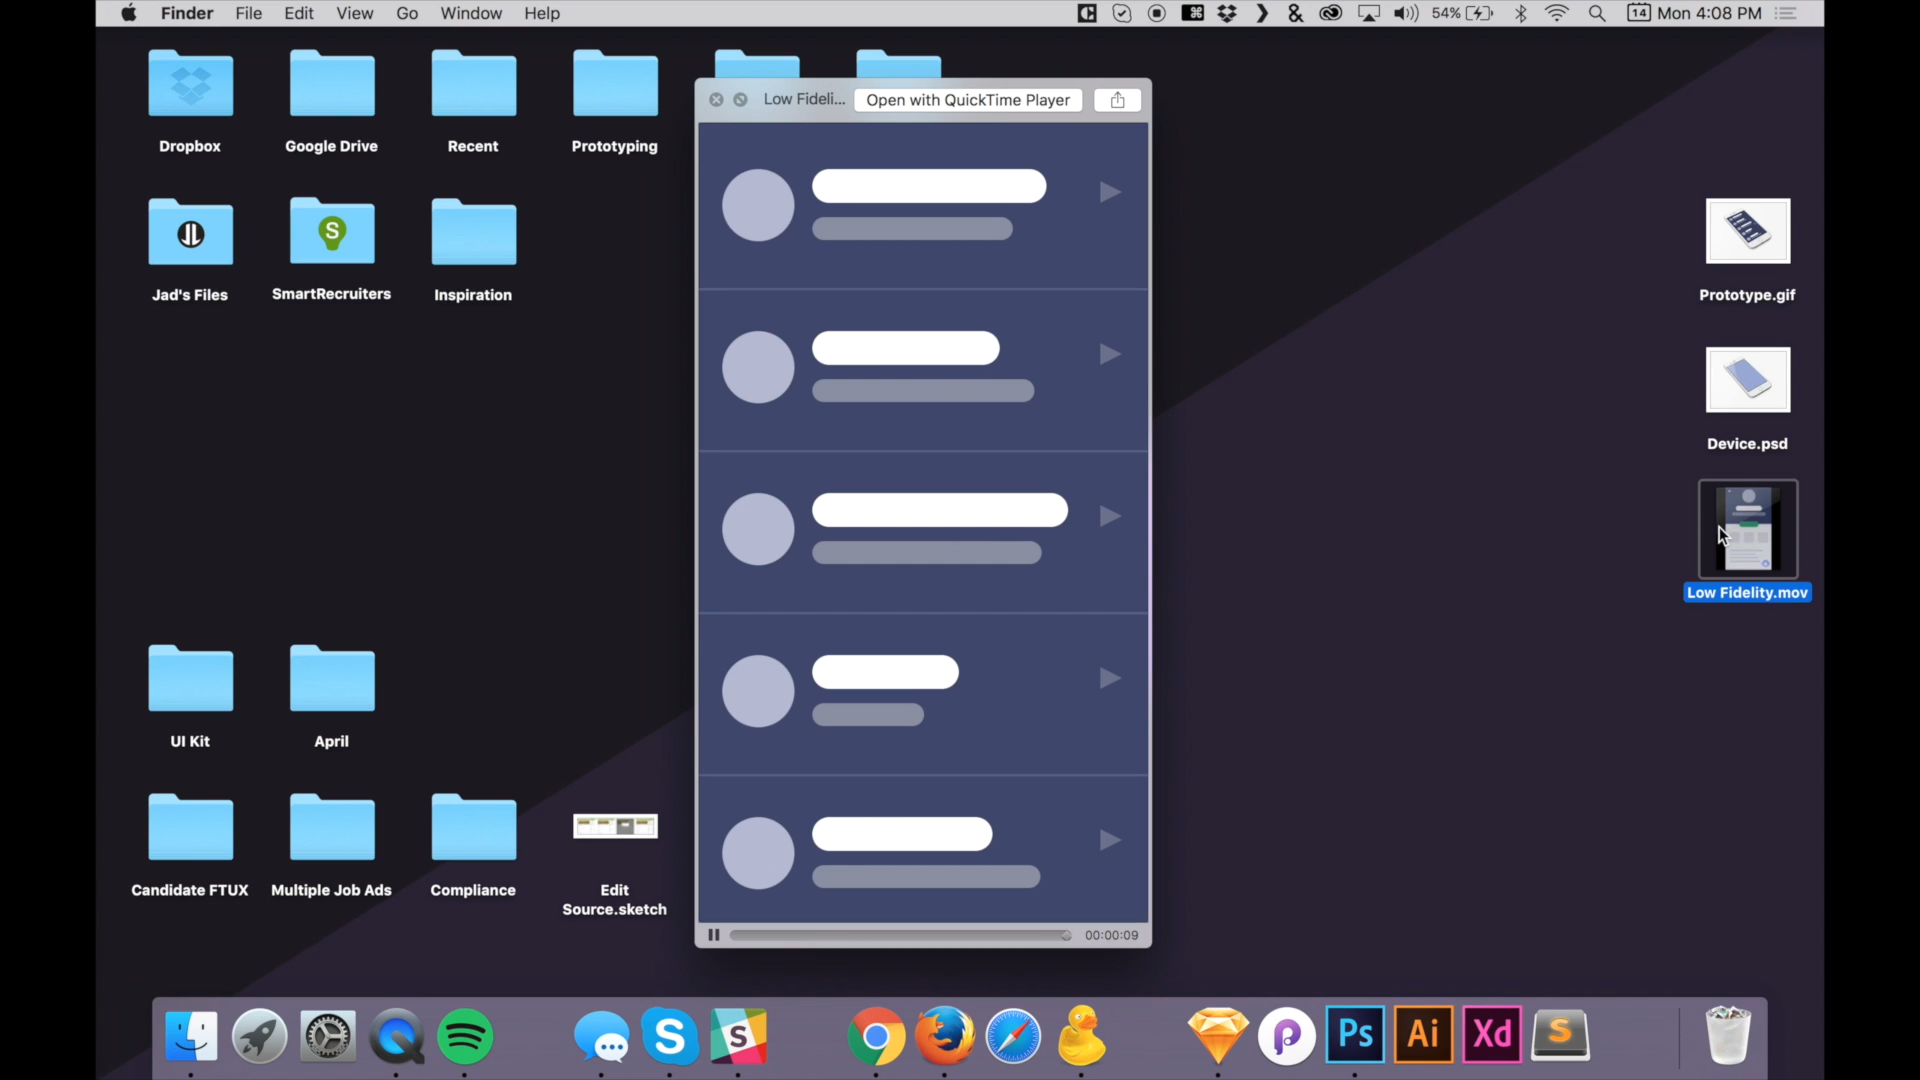 Finder File Edit View Go Window Help
54%
14 Mon 4:08 PM
Low Fideli... Open with QuickTime Player
Dropbox
Google Drive
Recent
Prototyping
Jad's Files
SmartRecruiters
Inspiration
Prototype.gif
Device.psd
Low Fidelity.mov
UI Kit
April
Candidate FTUX
Multiple Job Ads
Compliance
Edit
Source.sketch
00:00:09
Ps
Ai
Xd